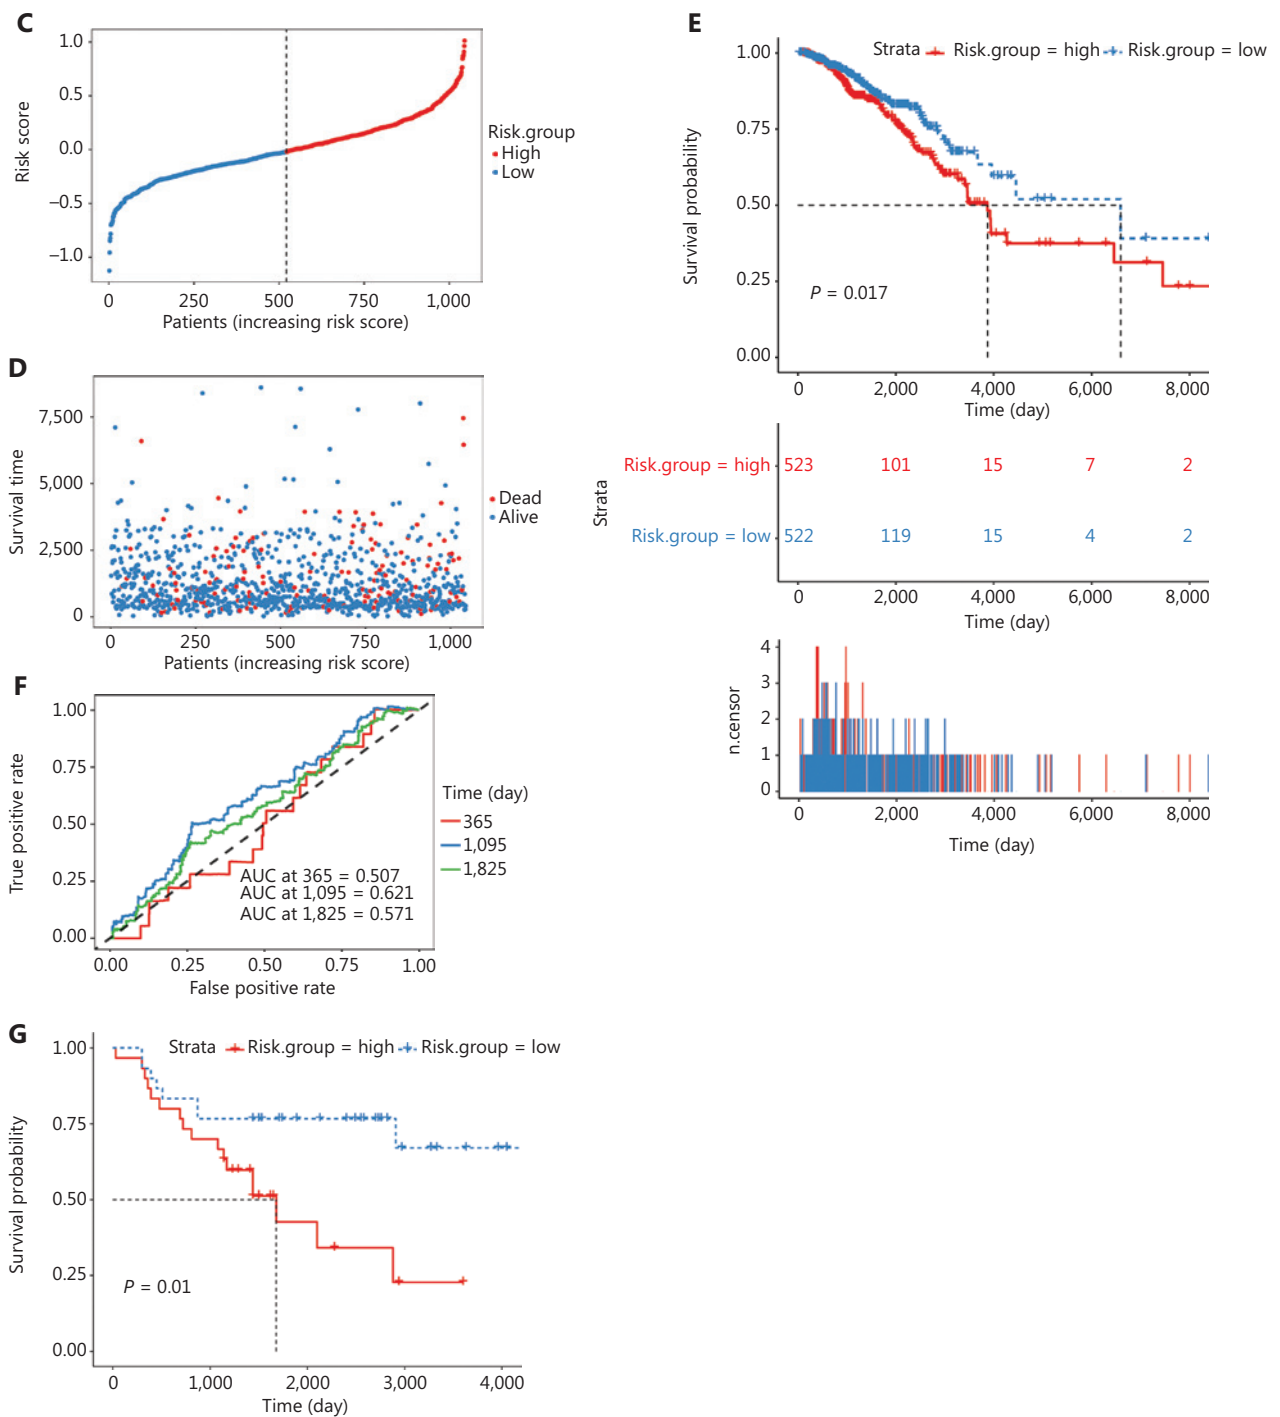 C
1.0
0.5
0.0
−0.5
−1.0
Risk score
0 250 500 750 1,000
Patients (increasing risk score)
Risk.group
High
Low
D
7,500
5,000
2,500
0
Survival time
0 250 500 750 1,000
Patients (increasing risk score)
Dead
Alive
F
1.00
0.75
0.50
0.25
0.00
True positive rate
AUC at 365 = 0.507
AUC at 1,095 = 0.621
AUC at 1,825 = 0.571
0.00 0.25 0.50 0.75 1.00
False positive rate
Time (day)
365
1,095
1,825
G
Strata Risk.group = high Risk.group = low
1.00
0.75
0.50
0.25
0.00
Survival probability
P = 0.01
0 1,000 2,000 3,000 4,000
Time (day)
E
Strata Risk.group = high Risk.group = low
1.00
0.75
0.50
0.25
0.00
Survival probability
P = 0.017
0 2,000 4,000 6,000 8,000
Time (day)
Strata
Risk.group = high 523 101 15 7 2
Risk.group = low 522 119 15 4 2
0 2,000 4,000 6,000 8,000
Time (day)
4
3
2
1
0
n.censor
0 2,000 4,000 6,000 8,000
Time (day)